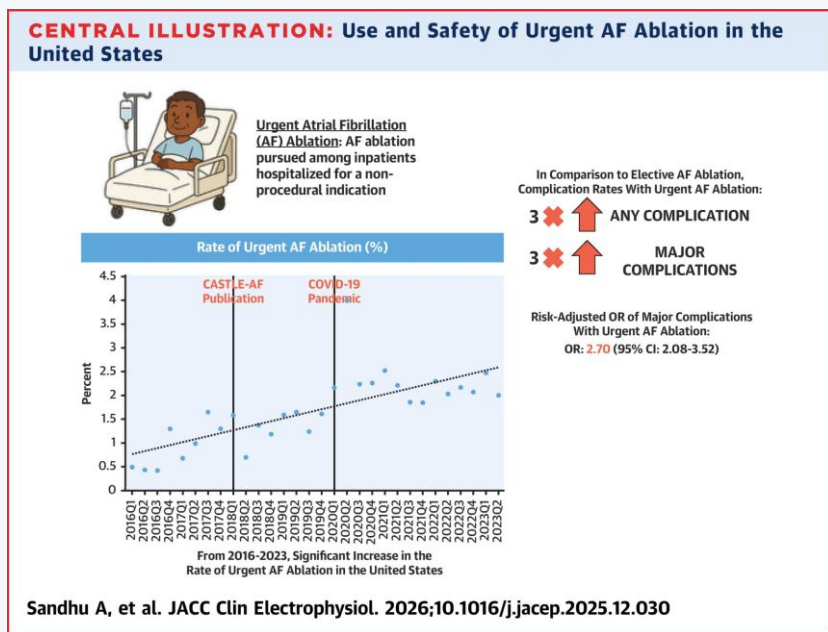 CENTRAL ILLUSTRATION: Use and Safety of Urgent AF Ablation in the
United States
Urgent Atrial Fibrillation
(AF) Ablation: AF ablation
pursued among inpatients
hospitalized for a non-
procedural indication
Rate of Urgent AF Ablation (%)
4.5
4
3.5
3
2.5
2
1.5
1
0.5
0
Percent
CASTLE-AF
Publication
COVID-19
Pandemic
2016Q1
2016Q2
2016Q3
2016Q4
2017Q1
2017Q2
2017Q3
2017Q4
2018Q1
2018Q2
2018Q3
2018Q4
2019Q1
2019Q2
2019Q3
2019Q4
2020Q1
2020Q2
2020Q3
2020Q4
2021Q1
2021Q2
2021Q3
2021Q4
2022Q1
2022Q2
2022Q3
2022Q4
2023Q1
2023Q2
From 2016-2023, Significant Increase in the
Rate of Urgent AF Ablation in the United States
In Comparison to Elective AF Ablation,
Complication Rates With Urgent AF Ablation:
3 ✖ ANY COMPLICATION
3 ✖ MAJOR
COMPLICATIONS
Risk-Adjusted OR of Major Complications
With Urgent AF Ablation:
OR: 2.70 (95% CI: 2.08-3.52)
Sandhu A, et al. JACC Clin Electrophysiol. 2026;10.1016/j.jacep.2025.12.030